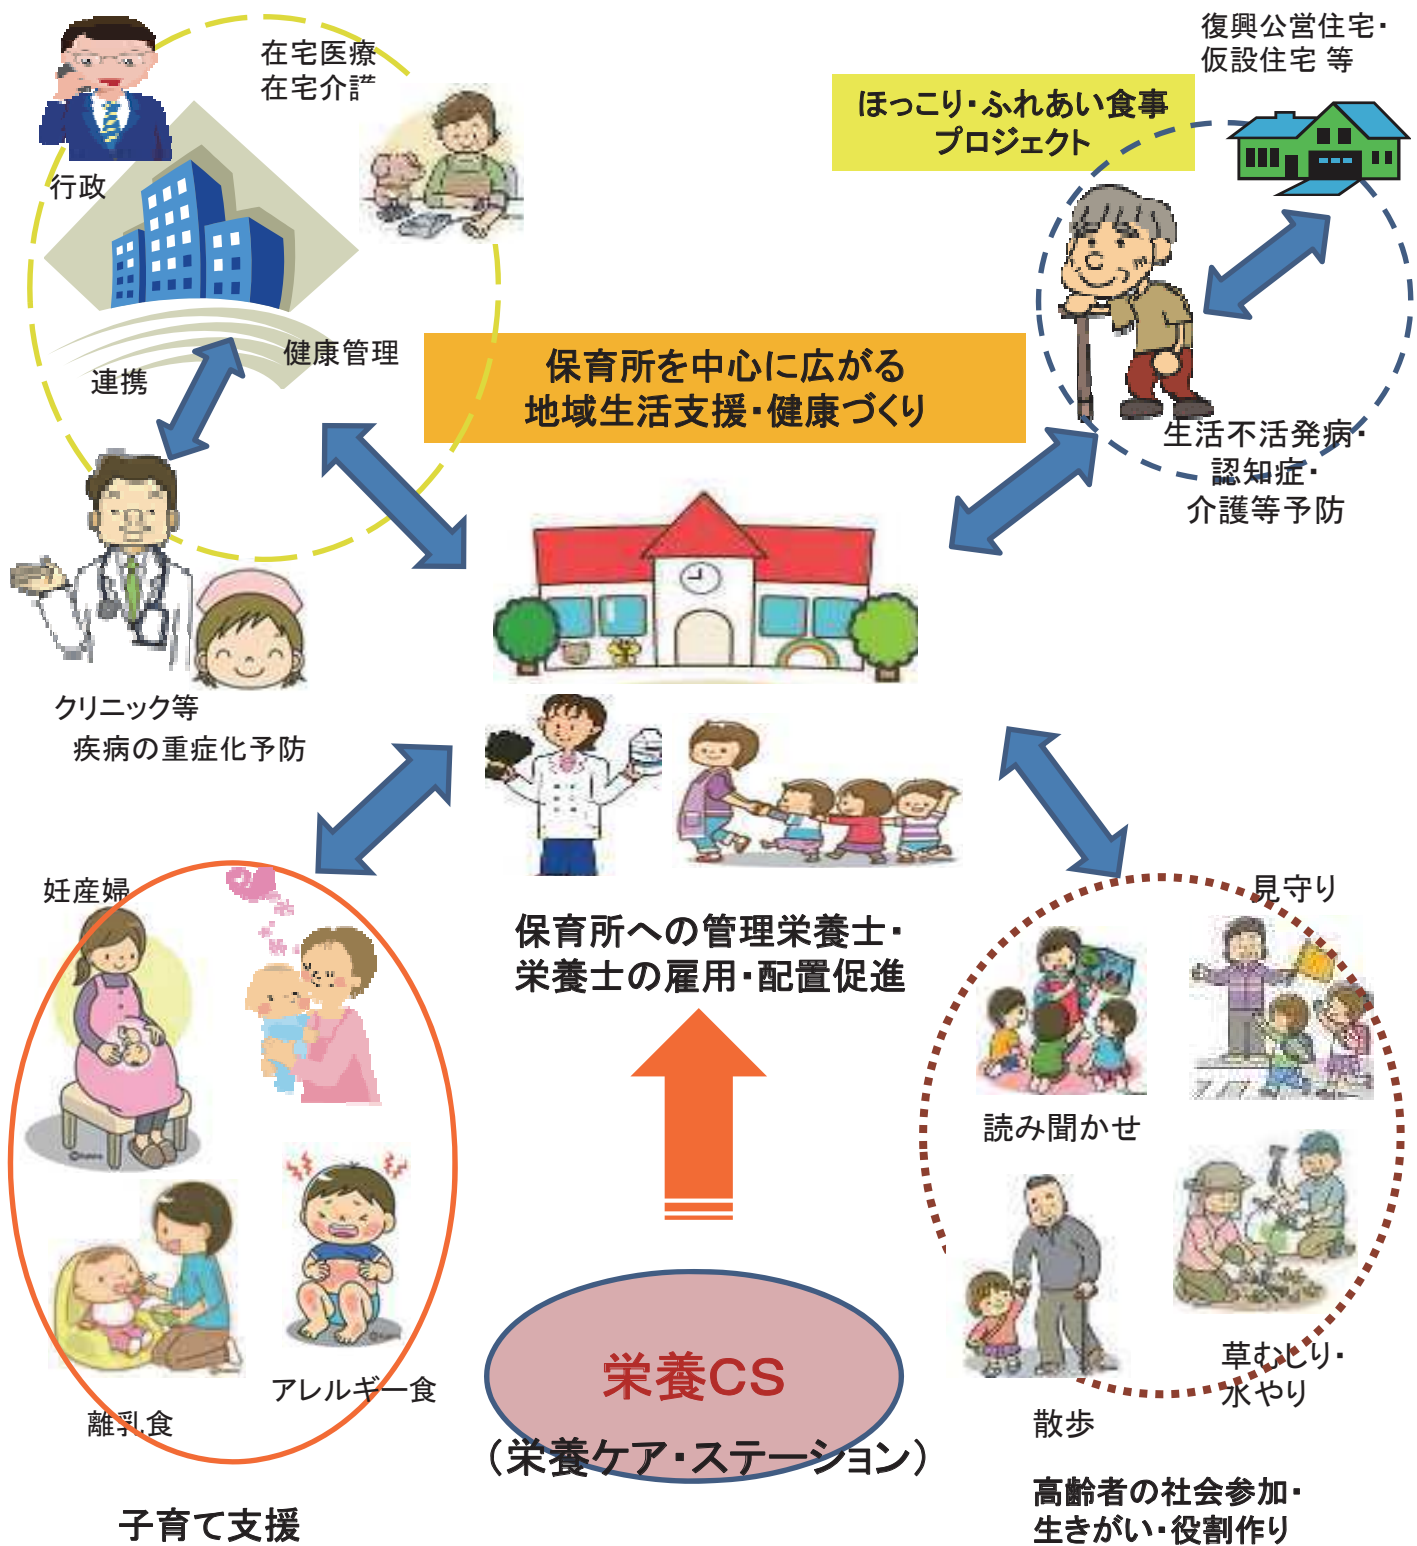 在宅医療
在宅介護
行政
健康管理
連携
クリニック等
疾病の重症化予防
復興公営住宅・
仮設住宅 等
ほっこり・ふれあい食事
プロジェクト
生活不活発病・
認知症・
介護等予防
保育所を中心に広がる
地域生活支援・健康づくり
保育所への管理栄養士・
栄養士の雇用・配置促進
妊産婦
離乳食
アレルギー食
子育て支援
栄養CS
(栄養ケア・ステーション)
見守り
読み聞かせ
草むしり・
水やり
散歩
高齢者の社会参加・
生きがい・役割作り